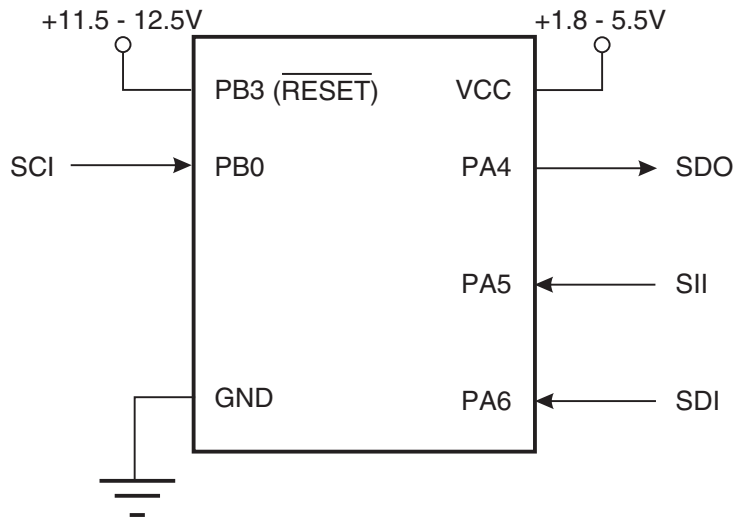 +11.5 - 12.5V
+1.8 - 5.5V
PB3 (RESET)
VCC
SCI
PB0
PA4
SDO
PA5
SII
GND
PA6
SDI